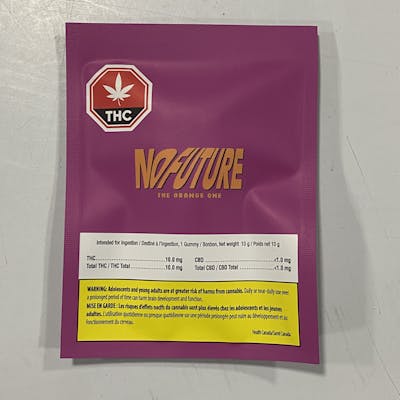 THC
NOFUTURE
THE ORANGE ONE
Intended for Ingestion / Destiné à l'ingestion, 1 Gummy / Bonbon, Net weight 10 g / Poids net 10 g
THC 10.0 mg CBD <1.0 mg
Total THC / THC Total 10.0 mg Total CBD / CBD Total <1.0 mg
WARNING: Adolescents and young adults are at greater risk of harms from cannabis. Daily or near-daily use over
a prolonged period of time can harm brain development and function.
MISE EN GARDE : Les risques d'effets nocifs du cannabis sont plus élevés chez les adolescents et les jeunes
adultes. L'utilisation quotidienne ou presque quotidienne sur une période prolongée peut nuire au développement et au
fonctionnement du cerveau.
Health Canada/Santé Canada